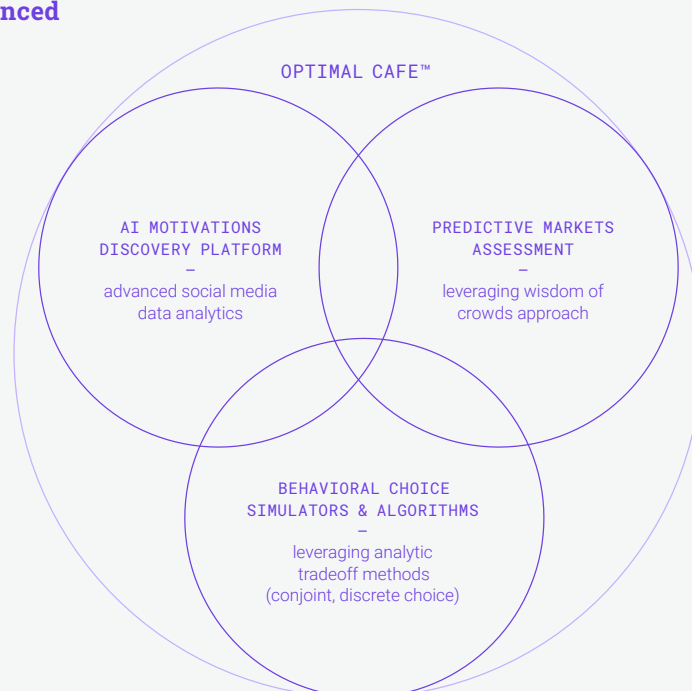 nced
OPTIMAL CAFE™
AI MOTIVATIONS
DISCOVERY PLATFORM
–
advanced social media
data analytics
PREDICTIVE MARKETS
ASSESSMENT
–
leveraging wisdom of
crowds approach
BEHAVIORAL CHOICE
SIMULATORS & ALGORITHMS
–
leveraging analytic
tradeoff methods
(conjoint, discrete choice)